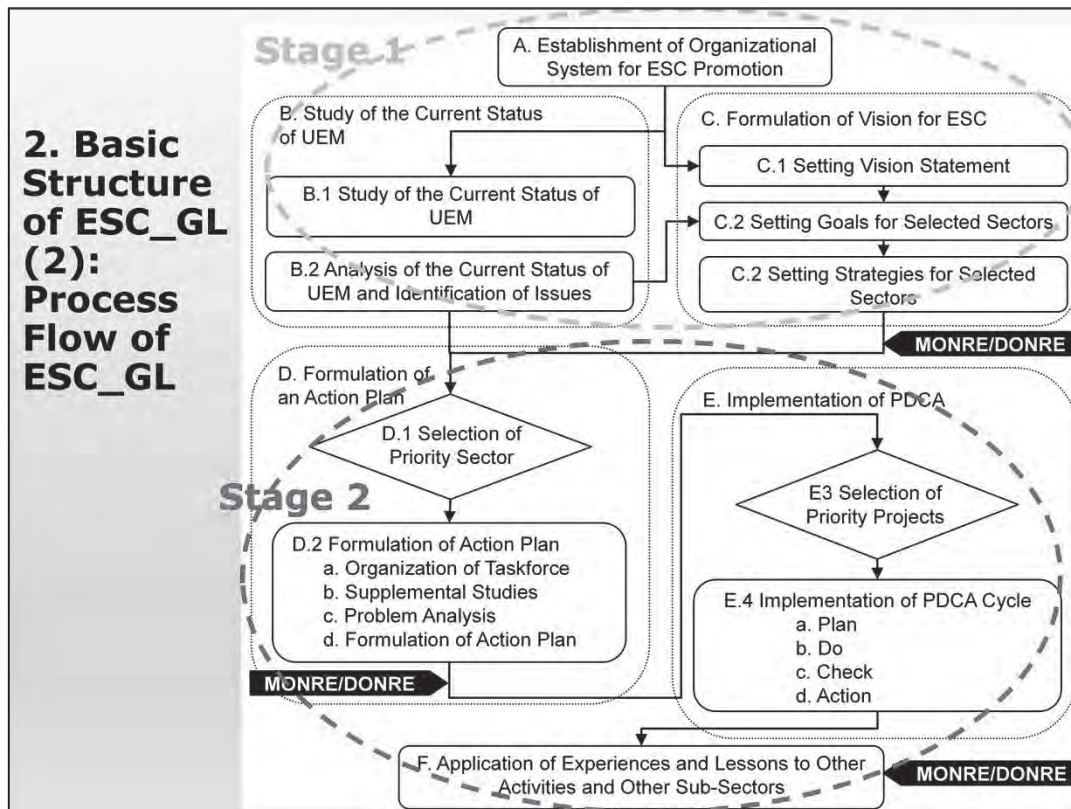 2. Basic
Structure
of ESC_GL
(2):
Process
Flow of
ESC_GL
Stage 1
A. Establishment of Organizational
System for ESC Promotion
B. Study of the Current Status
of UEM
B.1 Study of the Current Status of
UEM
B.2 Analysis of the Current Status of
UEM and Identification of Issues
C. Formulation of Vision for ESC
C.1 Setting Vision Statement
C.2 Setting Goals for Selected Sectors
C.2 Setting Strategies for Selected
Sectors
MONRE/DONRE
D. Formulation of
an Action Plan
D.1 Selection of
Priority Sector
Stage 2
D.2 Formulation of Action Plan
a. Organization of Taskforce
b. Supplemental Studies
c. Problem Analysis
d. Formulation of Action Plan
MONRE/DONRE
E. Implementation of PDCA
E3 Selection of
Priority Projects
E.4 Implementation of PDCA Cycle
a. Plan
b. Do
c. Check
d. Action
F. Application of Experiences and Lessons to Other
Activities and Other Sub-Sectors
MONRE/DONRE